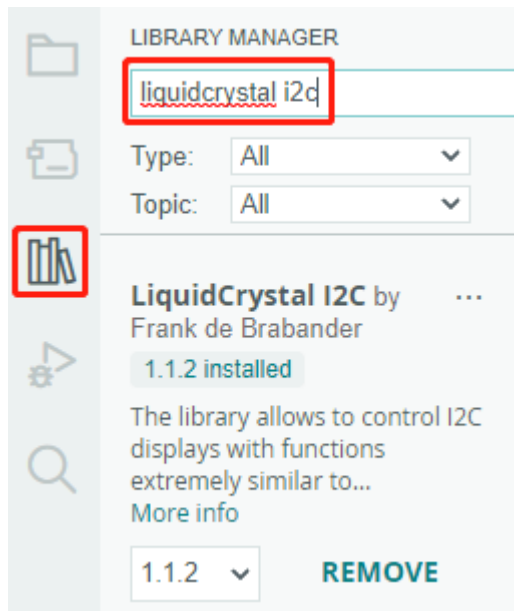 LIBRARY MANAGER
liquidcrystal i2c
Type: All
Topic: All
LiquidCrystal I2C by ...
Frank de Brabander
1.1.2 installed
The library allows to control I2C
displays with functions
extremely similar to...
More info
1.1.2 REMOVE